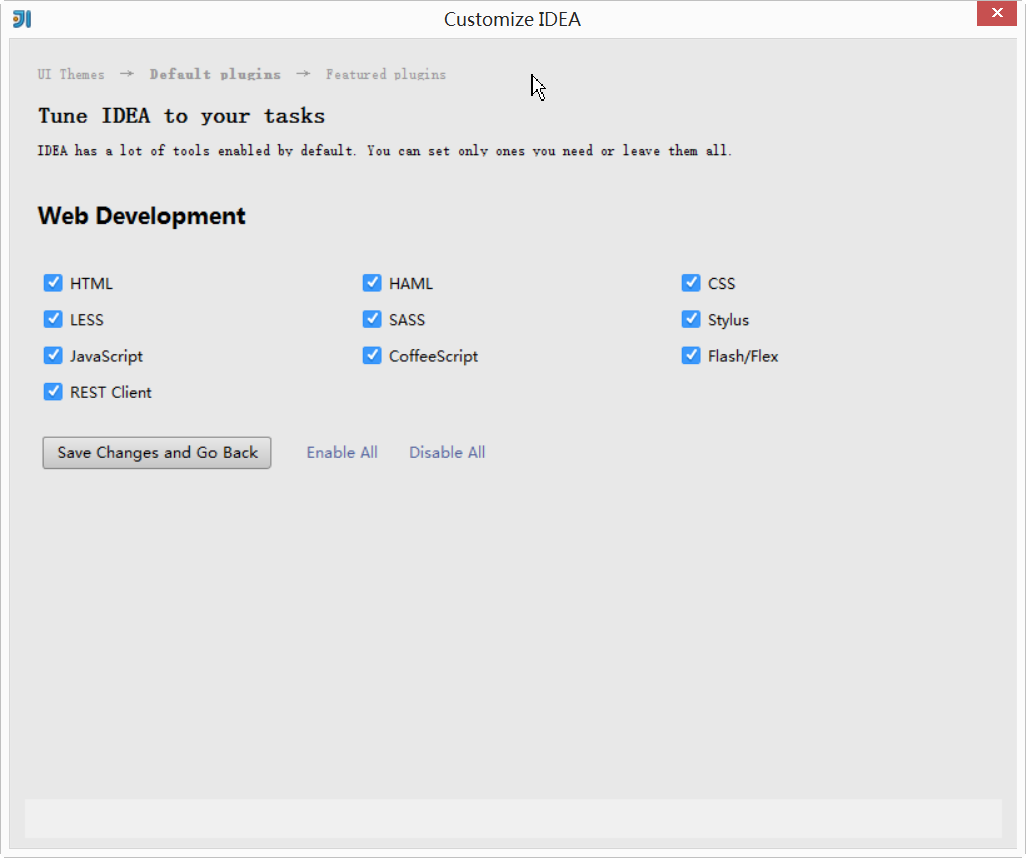 Customize IDEA
UI Themes → Default plugins → Featured plugins
Tune IDEA to your tasks
IDEA has a lot of tools enabled by default. You can set only ones you need or leave them all.
Web Development
HTML HAML CSS
LESS SASS Stylus
JavaScript CoffeeScript Flash/Flex
REST Client
Save Changes and Go Back Enable All Disable All